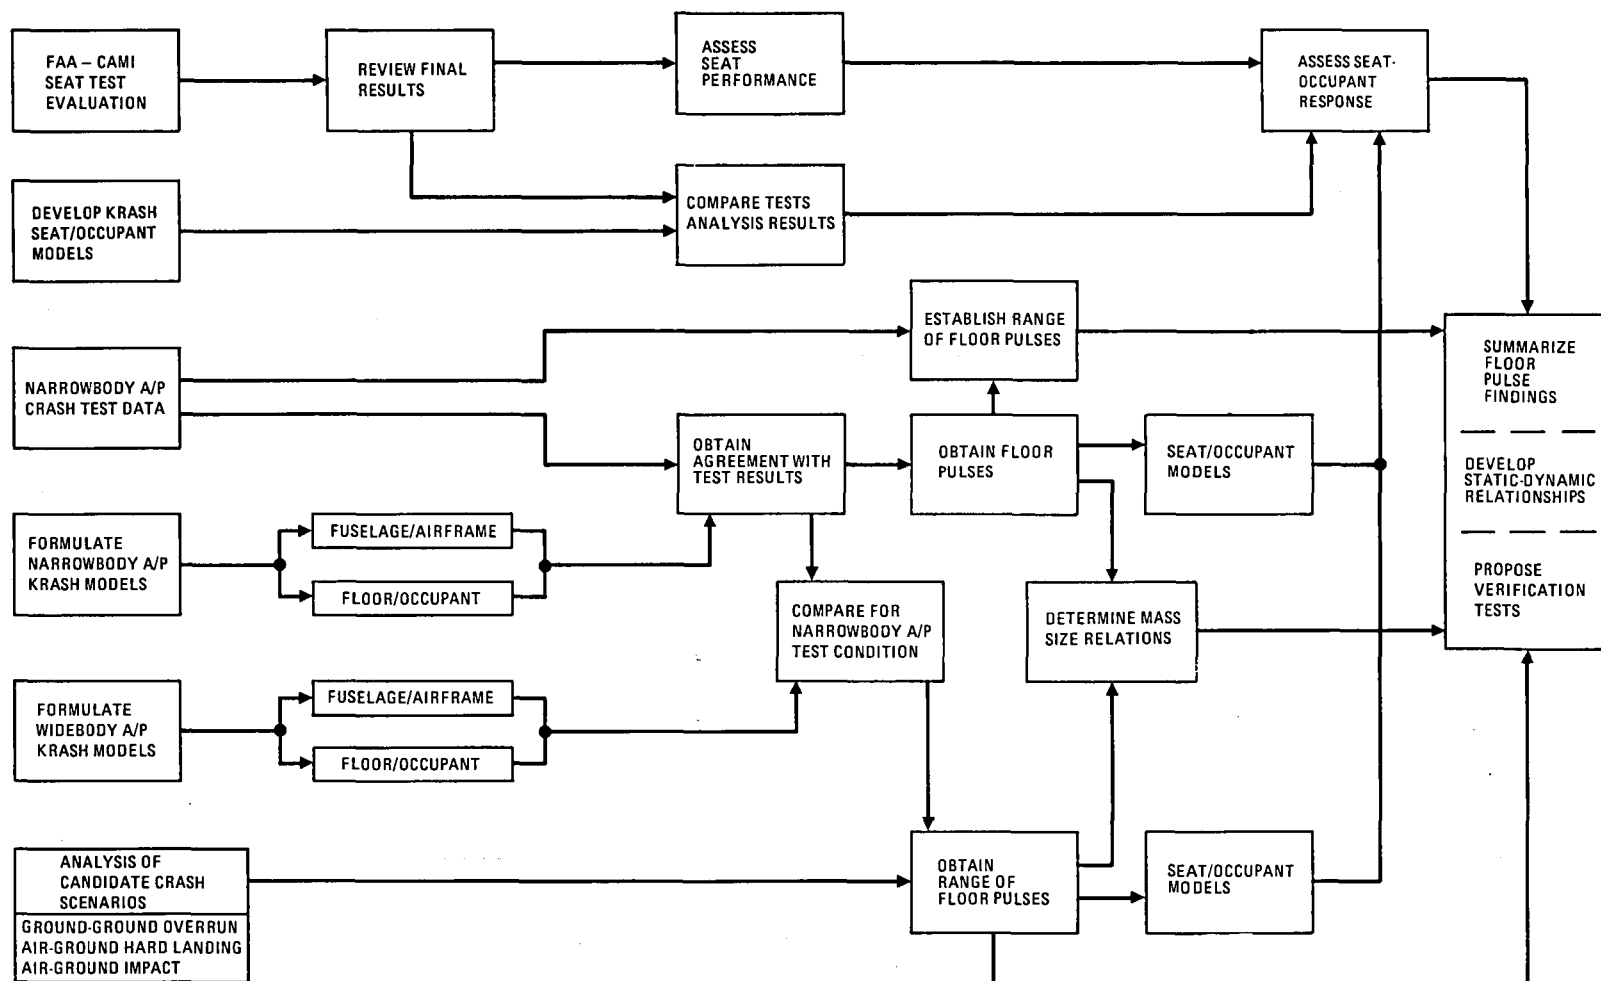 FAA – CAMI
SEAT TEST
EVALUATION
REVIEW FINAL
RESULTS
ASSESS
SEAT
PERFORMANCE
ASSESS SEAT-
OCCUPANT
RESPONSE
DEVELOP KRASH
SEAT/OCCUPANT
MODELS
COMPARE TESTS
ANALYSIS RESULTS
ESTABLISH RANGE
OF FLOOR PULSES
SUMMARIZE
FLOOR
PULSE
FINDINGS
DEVELOP
STATIC-DYNAMIC
RELATIONSHIPS
PROPOSE
VERIFICATION
TESTS
NARROWBODY A/P
CRASH TEST DATA
OBTAIN
AGREEMENT WITH
TEST RESULTS
OBTAIN FLOOR
PULSES
SEAT/OCCUPANT
MODELS
FORMULATE
NARROWBODY A/P
KRASH MODELS
FUSELAGE/AIRFRAME
FLOOR/OCCUPANT
COMPARE FOR
NARROWBODY A/P
TEST CONDITION
DETERMINE MASS
SIZE RELATIONS
FORMULATE
WIDEBODY A/P
KRASH MODELS
FUSELAGE/AIRFRAME
FLOOR/OCCUPANT
ANALYSIS OF
CANDIDATE CRASH
SCENARIOS
GROUND-GROUND OVERRUN
AIR-GROUND HARD LANDING
AIR-GROUND IMPACT
OBTAIN
RANGE OF
FLOOR PULSES
SEAT/OCCUPANT
MODELS